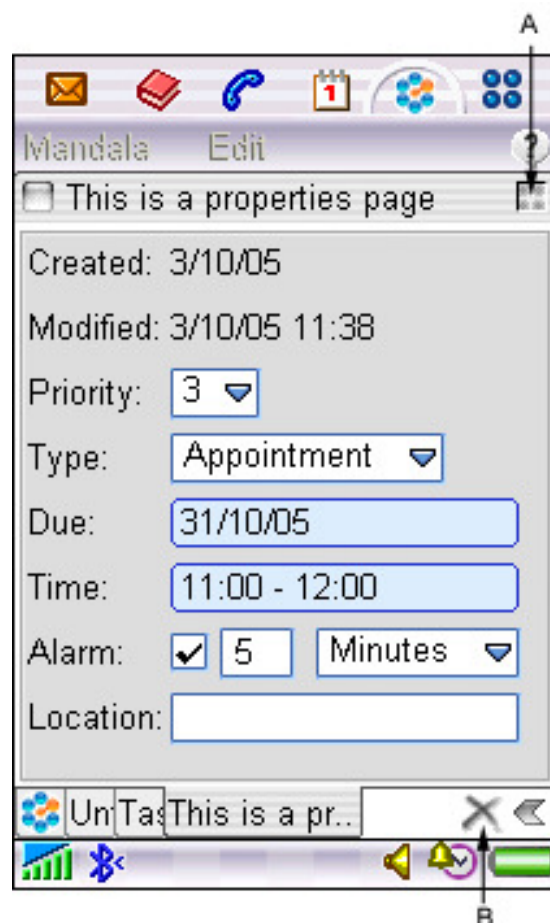 A
1
Mandala Edit ?
This is a properties page
Created: 3/10/05
Modified: 3/10/05 11:38
Priority: 3
Type: Appointment
Due: 31/10/05
Time: 11:00 - 12:00
Alarm: 5 Minutes
Location:
Un Tas This is a pr..
B